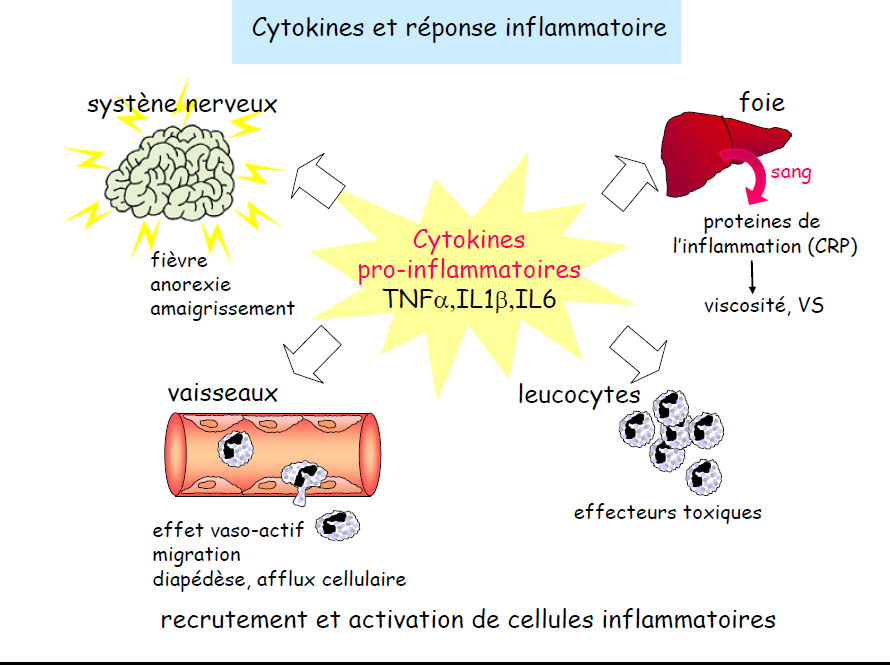 Cytokines et réponse inflammatoire
systène nerveux
fièvre
anorexie
amaigrissement
foie
sang
proteines de
l'inflammation (CRP)
viscosité, VS
Cytokines
pro-inflammatoires
TNFα,IL1β,IL6
vaisseaux
effet vaso-actif
migration
diapédèse, afflux cellulaire
leucocytes
effecteurs toxiques
recrutement et activation de cellules inflammatoires